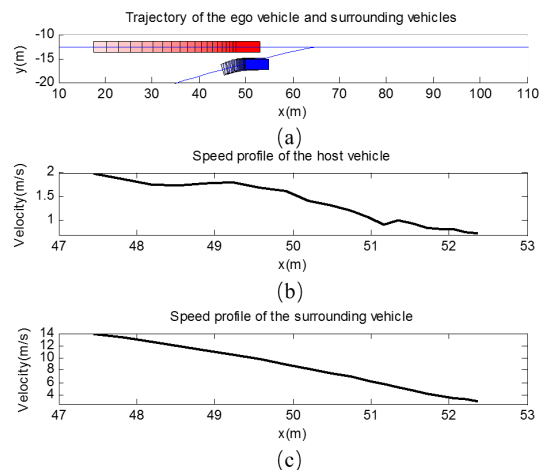 Trajectory of the ego vehicle and surrounding vehicles
-10
-15
-20
y(m)
10 20 30 40 50 60 70 80 90 100 110
x(m)
(a)
Speed profile of the host vehicle
2
1.5
1
Velocity(m/s)
47 48 49 50 51 52 53
x(m)
(b)
Speed profile of the surrounding vehicle
14
12
10
8
6
4
Velocity(m/s)
47 48 49 50 51 52 53
x(m)
(c)